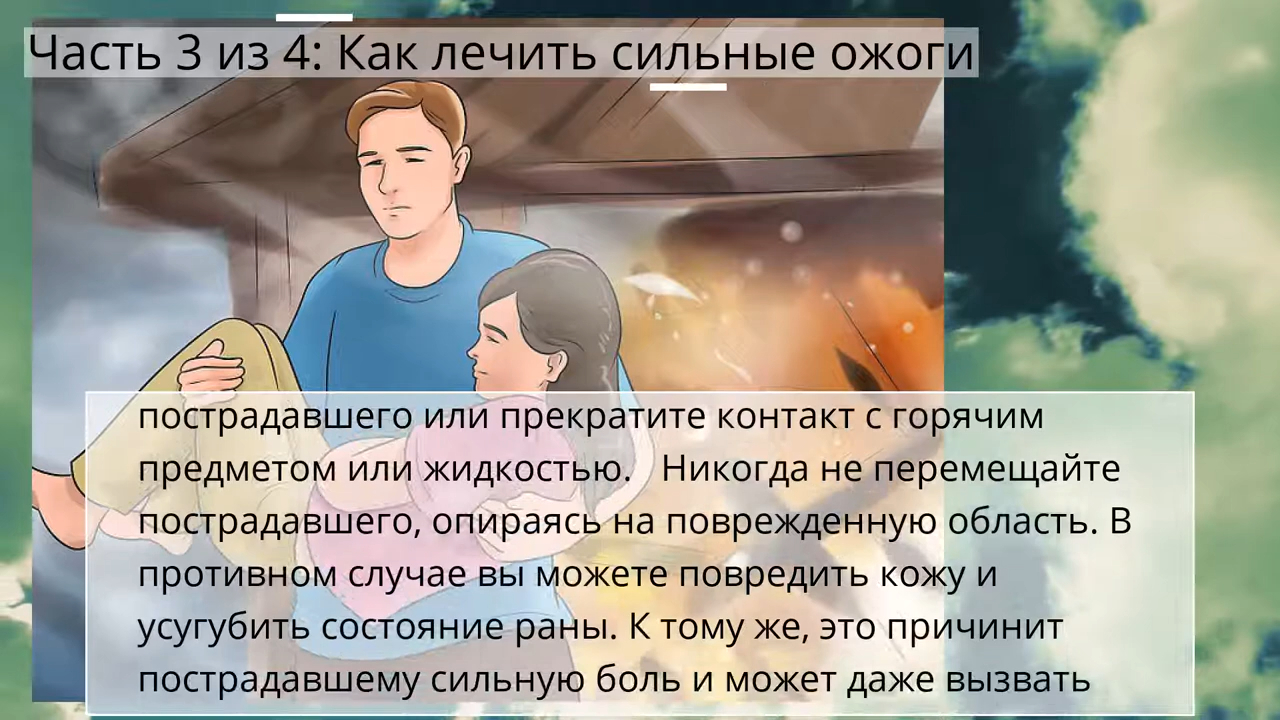 Часть 3 из 4: Как лечить сильные ожоги
пострадавшего или прекратите контакт с горячим
предметом или жидкостью.   Никогда не перемещайте
пострадавшего, опираясь на поврежденную область. В
противном случае вы можете повредить кожу и
усугубить состояние раны. К тому же, это причинит
пострадавшему сильную боль и может даже вызвать